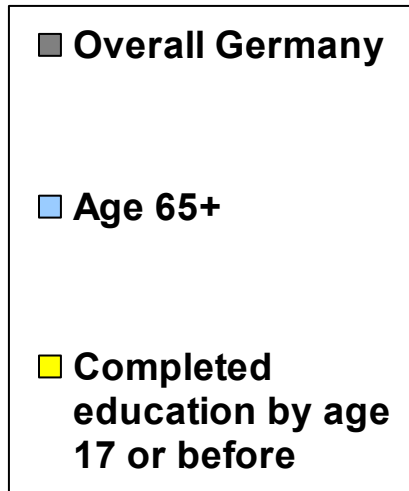 Overall Germany
Age 65+
Completed
education by age
17 or before